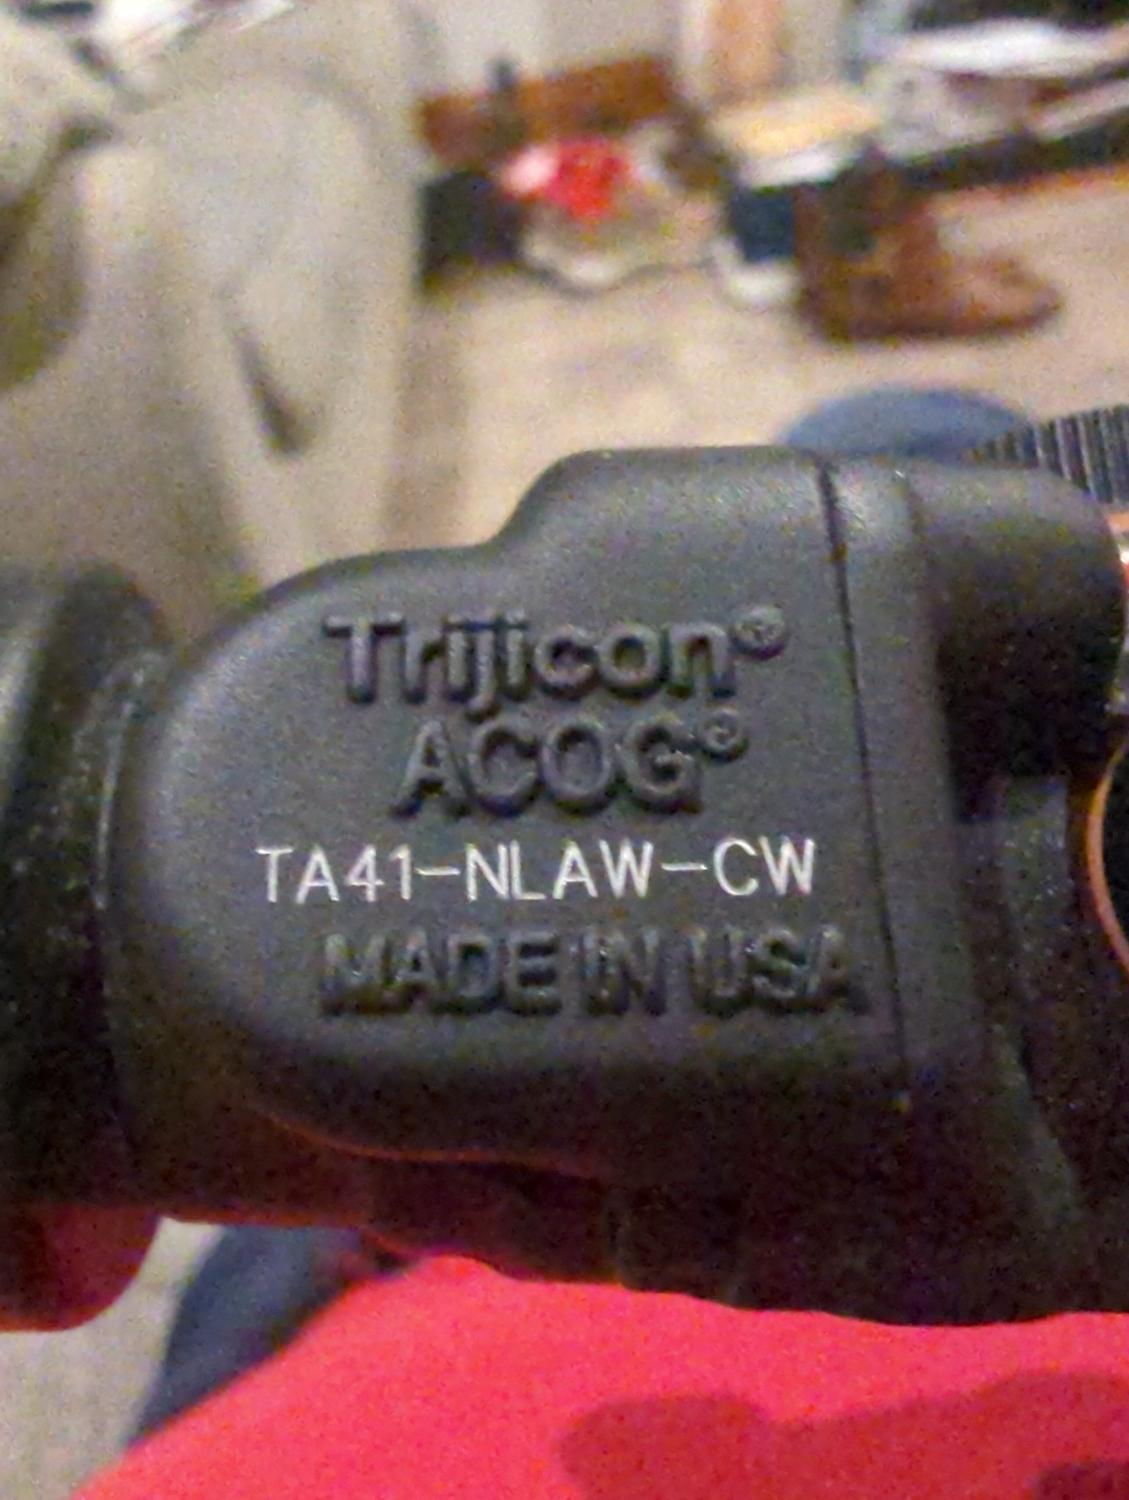 Trijicon®
ACOG®
TA41-NLAW-CW
MADE IN USA